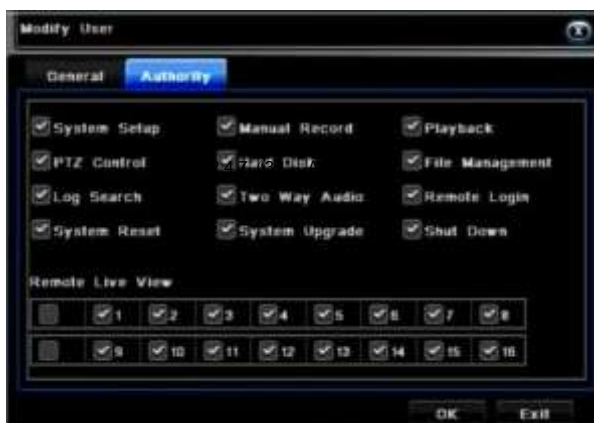 Modify User
X
General Authority
System Setup Manual Record Playback
PTZ Control Hard Disk File Management
Log Search Two Way Audio Remote Login
System Reset System Upgrade Shut Down
Remote Live View
1 2 3 4 5 6 7 8
9 10 11 12 13 14 15 16
OK Exit